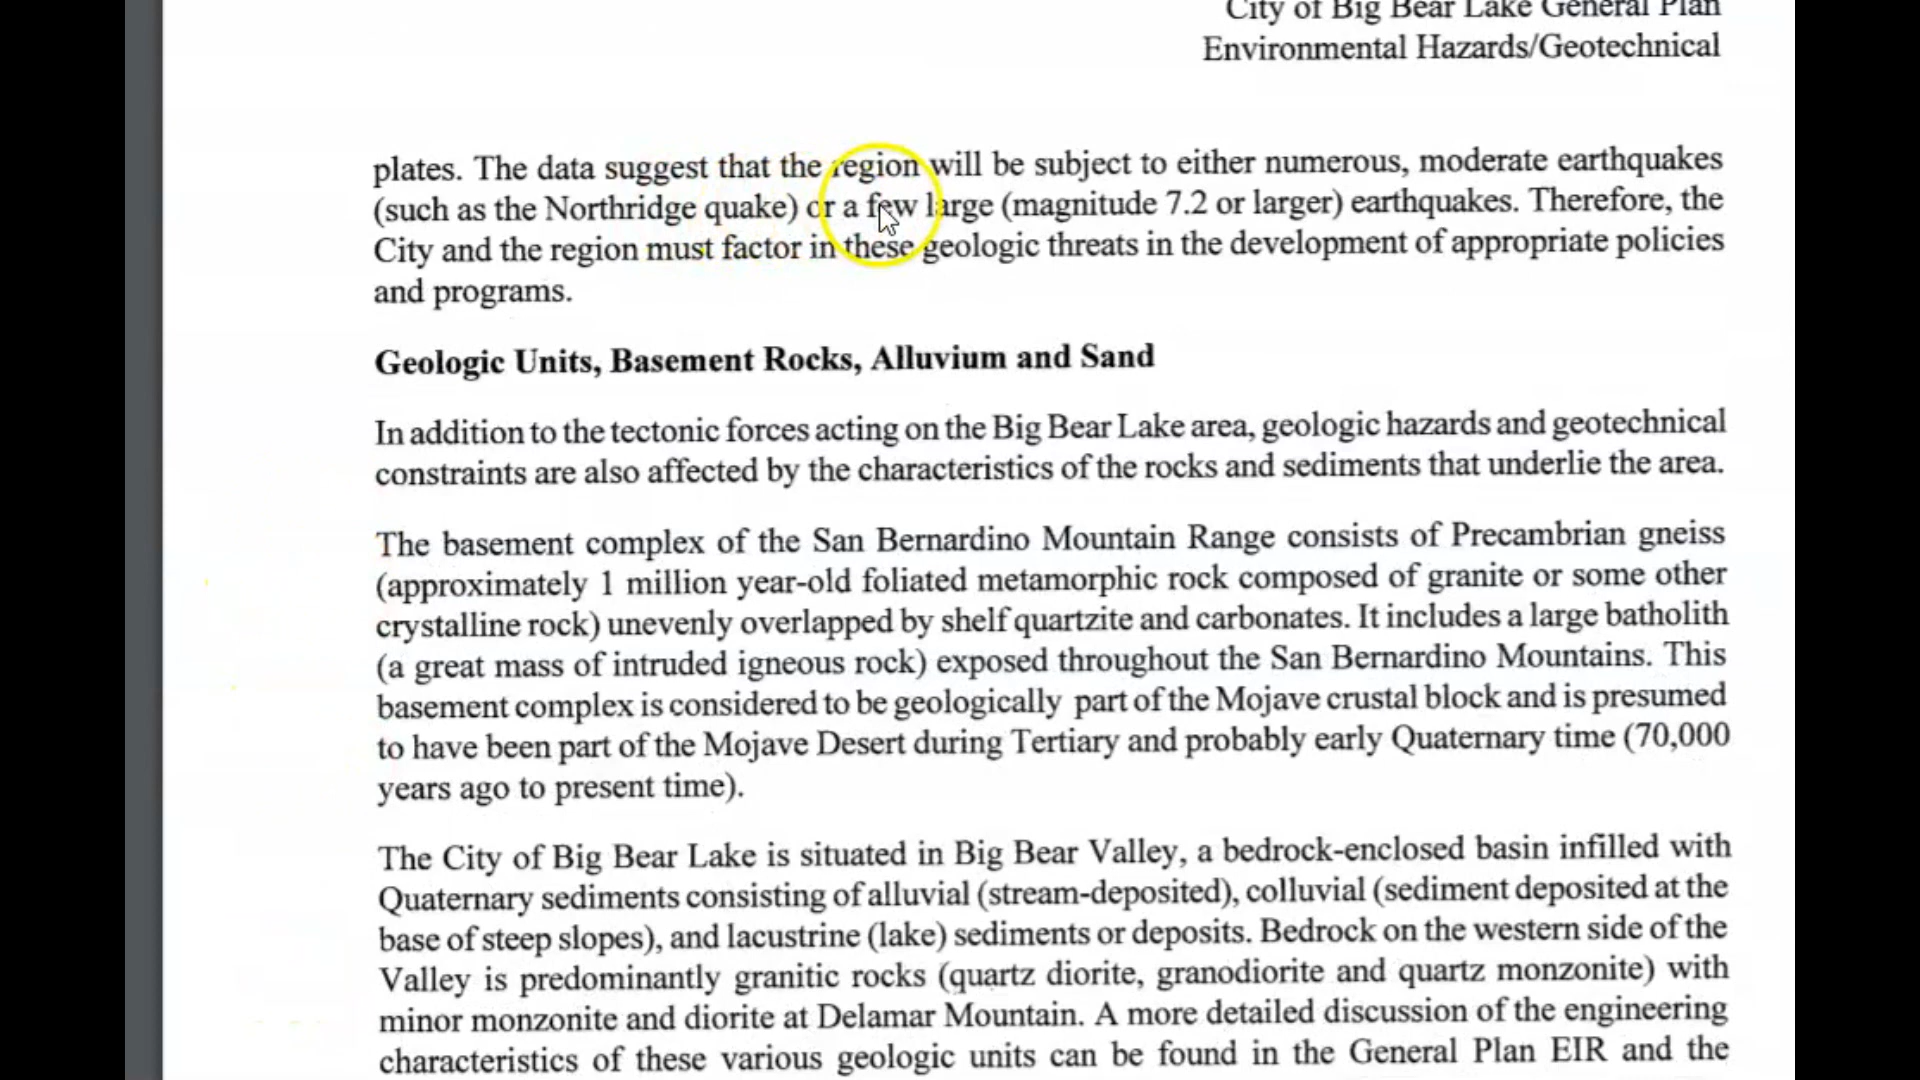 City of Big Bear Lake General Plan
Environmental Hazards/Geotechnical
plates. The data suggest that the region will be subject to either numerous, moderate earthquakes
(such as the Northridge quake) or a few large (magnitude 7.2 or larger) earthquakes. Therefore, the
City and the region must factor in these geologic threats in the development of appropriate policies
and programs.
Geologic Units, Basement Rocks, Alluvium and Sand
In addition to the tectonic forces acting on the Big Bear Lake area, geologic hazards and geotechnical
constraints are also affected by the characteristics of the rocks and sediments that underlie the area.
The basement complex of the San Bernardino Mountain Range consists of Precambrian gneiss
(approximately 1 million year-old foliated metamorphic rock composed of granite or some other
crystalline rock) unevenly overlapped by shelf quartzite and carbonates. It includes a large batholith
(a great mass of intruded igneous rock) exposed throughout the San Bernardino Mountains. This
basement complex is considered to be geologically part of the Mojave crustal block and is presumed
to have been part of the Mojave Desert during Tertiary and probably early Quaternary time (70,000
years ago to present time).
The City of Big Bear Lake is situated in Big Bear Valley, a bedrock-enclosed basin infilled with
Quaternary sediments consisting of alluvial (stream-deposited), colluvial (sediment deposited at the
base of steep slopes), and lacustrine (lake) sediments or deposits. Bedrock on the western side of the
Valley is predominantly granitic rocks (quartz diorite, granodiorite and quartz monzonite) with
minor monzonite and diorite at Delamar Mountain. A more detailed discussion of the engineering
characteristics of these various geologic units can be found in the General Plan EIR and the